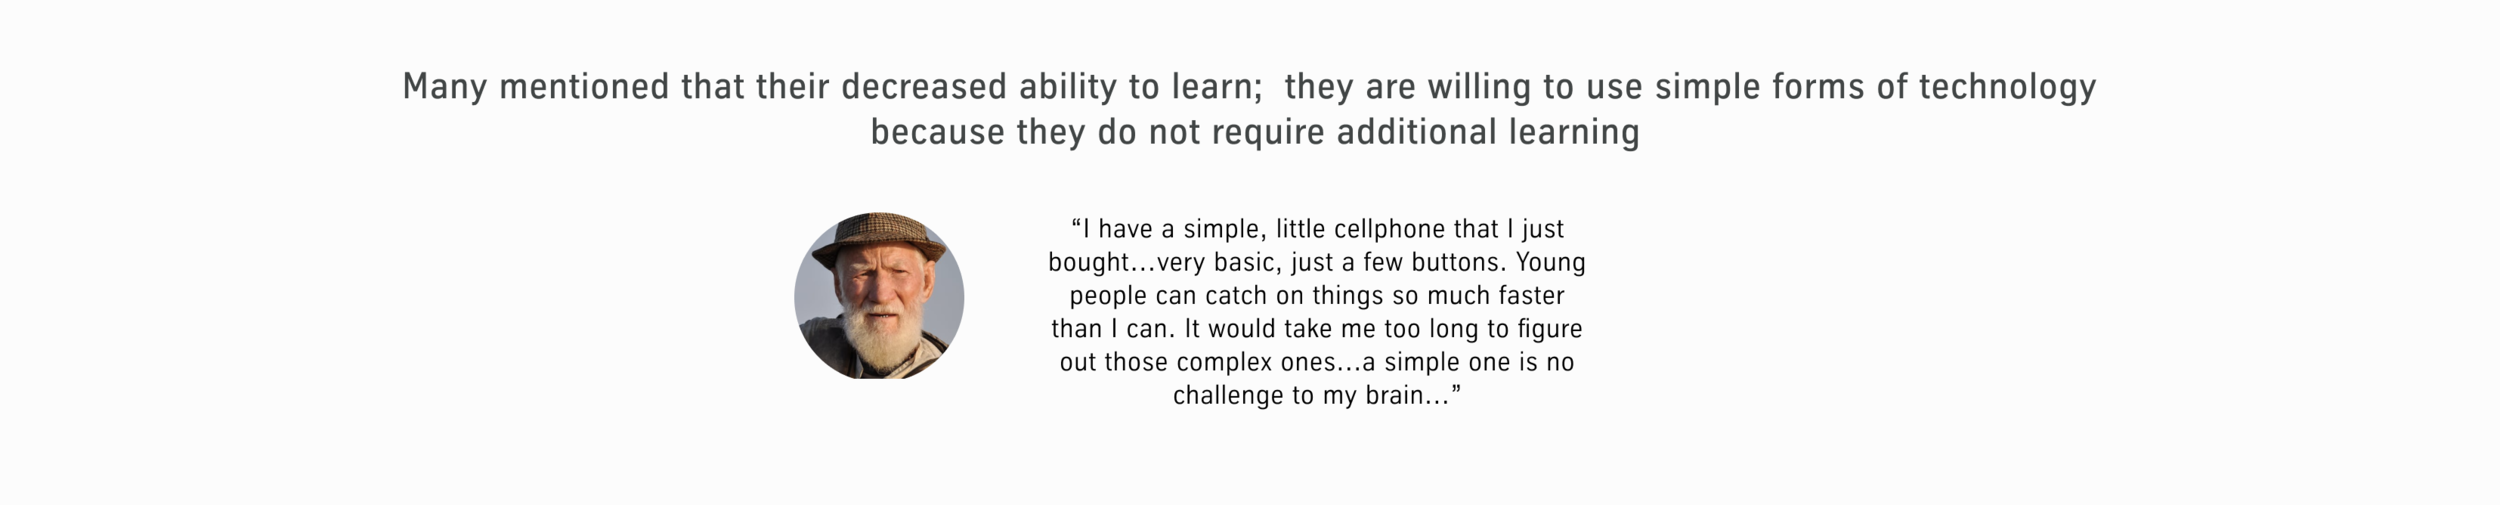 Many mentioned that their decreased ability to learn;  they are willing to use simple forms of technology
because they do not require additional learning
“I have a simple, little cellphone that I just
bought...very basic, just a few buttons. Young
people can catch on things so much faster
than I can. It would take me too long to figure
out those complex ones...a simple one is no
challenge to my brain...”